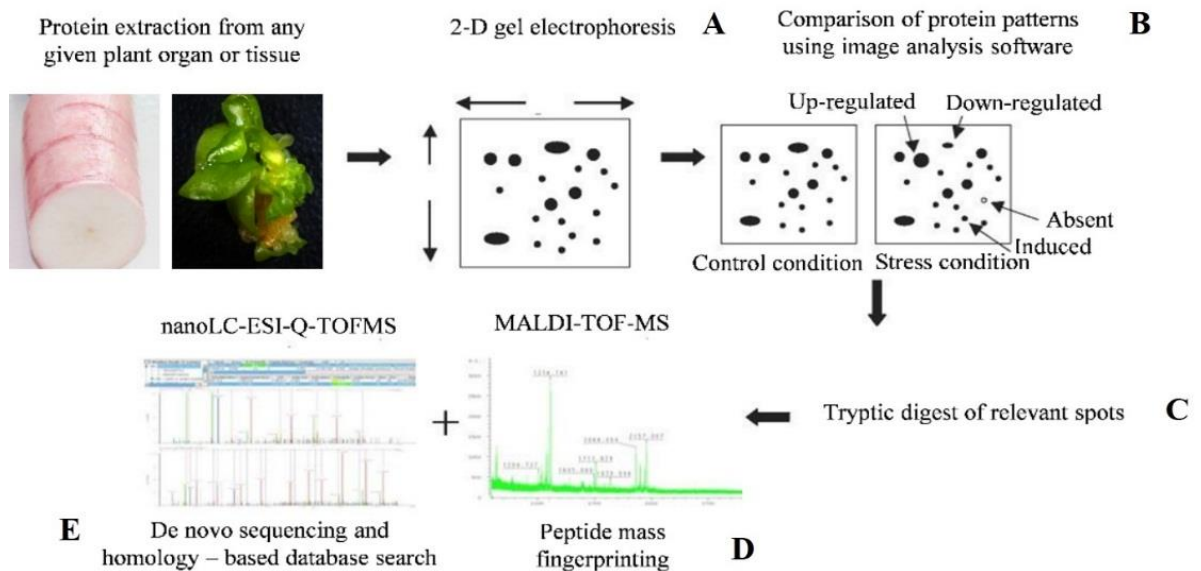 Protein extraction from any
given plant organ or tissue
2-D gel electrophoresis
A
Comparison of protein patterns
using image analysis software
B
Up-regulated
Down-regulated
Absent
Induced
Control condition
Stress condition
nanoLC-ESI-Q-TOFMS
MALDI-TOF-MS
+
Tryptic digest of relevant spots
C
E
De novo sequencing and
homology – based database search
Peptide mass
fingerprinting
D